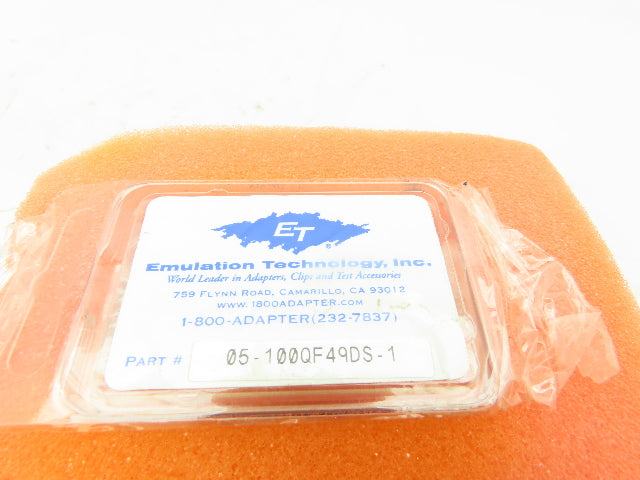 ET®
Emulation Technology, Inc.
World Leader in Adapters, Clips and Test Accessories
759 FLYNN ROAD, CAMARILLO, CA 93012
WWW.1800ADAPTER.COM
1-800-ADAPTER(232-7837)
PART # 05-100QF49DS-1